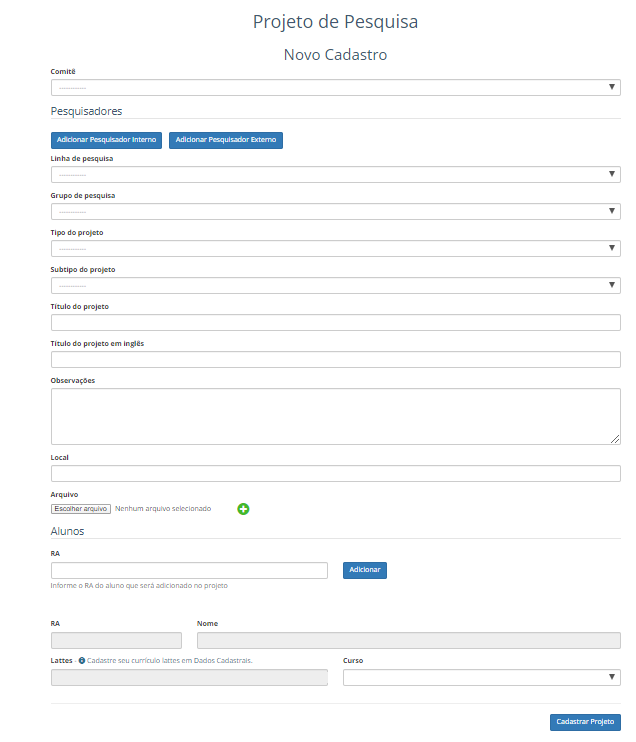 Projeto de Pesquisa
Novo Cadastro
Comitê
----------
Pesquisadores
Adicionar Pesquisador Interno Adicionar Pesquisador Externo
Linha de pesquisa
----------
Grupo de pesquisa
----------
Tipo do projeto
----------
Subtipo do projeto
----------
Título do projeto
Título do projeto em inglês
Observações
Local
Arquivo
Escolher arquivo Nenhum arquivo selecionado
Alunos
RA
Adicionar
Informe o RA do aluno que será adicionado no projeto
RA Nome
Lattes - Cadastre seu currículo lattes em Dados Cadastrais. Curso
Cadastrar Projeto